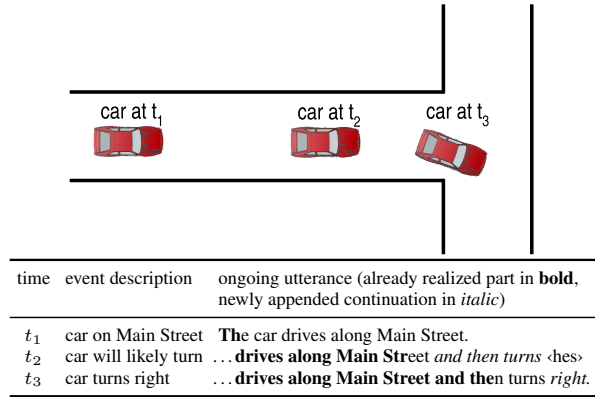 car at t1 car at t2 car at t3
time event description ongoing utterance (already realized part in bold,
newly appended continuation in italic)
t1 car on Main Street The car drives along Main Street.
t2 car will likely turn ...drives along Main Street and then turns ‹hes›
t3 car turns right ...drives along Main Street and then turns right.